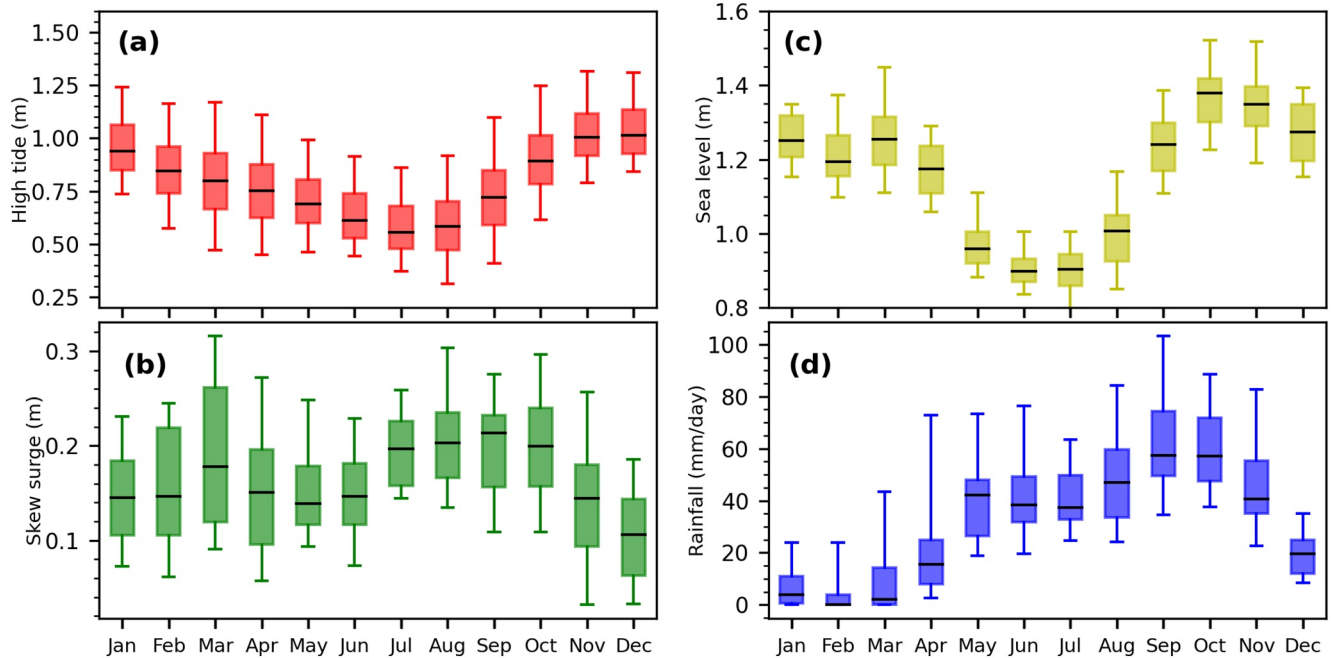 (a)
High tide (m)
1.50
1.25
1.00
0.75
0.50
0.25
(b)
Skew surge (m)
0.3
0.2
0.1
Jan Feb Mar Apr May Jun Jul Aug Sep Oct Nov Dec
(c)
Sea level (m)
1.6
1.4
1.2
1.0
0.8
(d)
Rainfall (mm/day)
100
80
60
40
20
0
Jan Feb Mar Apr May Jun Jul Aug Sep Oct Nov Dec